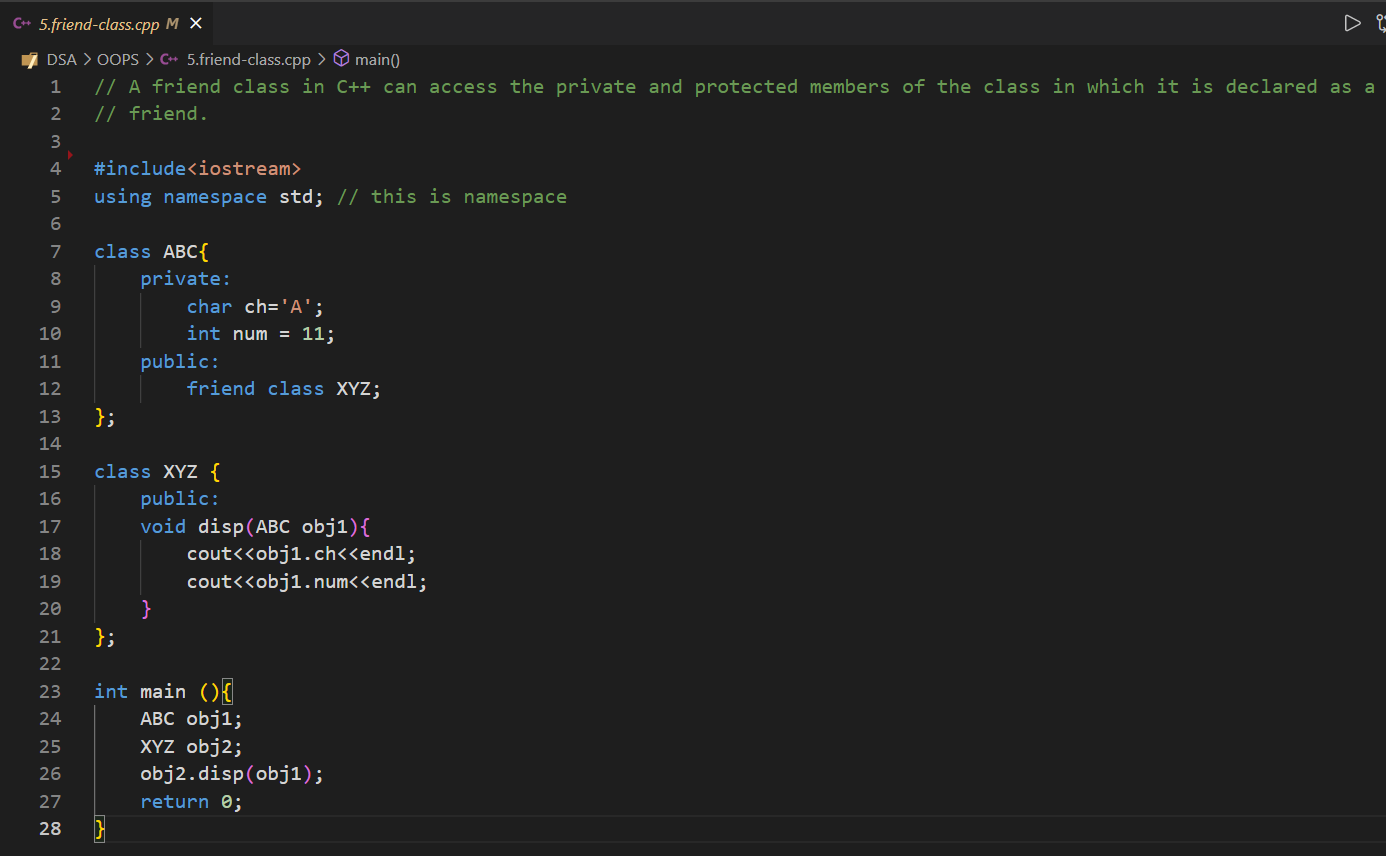 C++ 5.friend-class.cpp M ×
DSA > OOPS > C++ 5.friend-class.cpp > main()
1 // A friend class in C++ can access the private and protected members of the class in which it is declared as a
2 // friend.
3
4 #include<iostream>
5 using namespace std; // this is namespace
6
7 class ABC{
8     private:
9         char ch='A';
10         int num = 11;
11     public:
12         friend class XYZ;
13 };
14
15 class XYZ {
16     public:
17     void disp(ABC obj1){
18         cout<<obj1.ch<<endl;
19         cout<<obj1.num<<endl;
20     }
21 };
22
23 int main (){
24     ABC obj1;
25     XYZ obj2;
26     obj2.disp(obj1);
27     return 0;
28 }